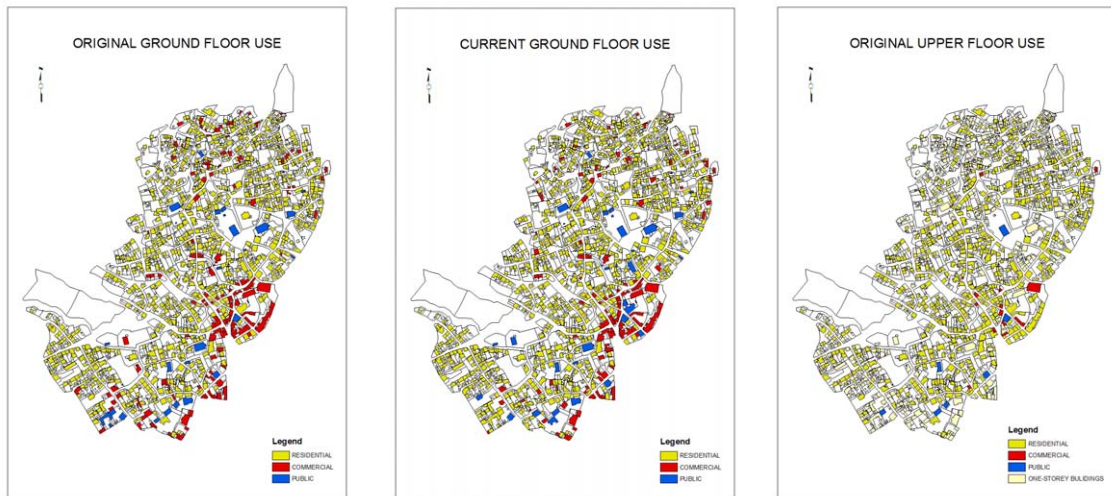 ORIGINAL GROUND FLOOR USE
Legend
RESIDENTIAL
COMMERCIAL
PUBLIC
CURRENT GROUND FLOOR USE
Legend
RESIDENTIAL
COMMERCIAL
PUBLIC
ORIGINAL UPPER FLOOR USE
Legend
RESIDENTIAL
COMMERCIAL
PUBLIC
ONE-STOREY BULIDINGS